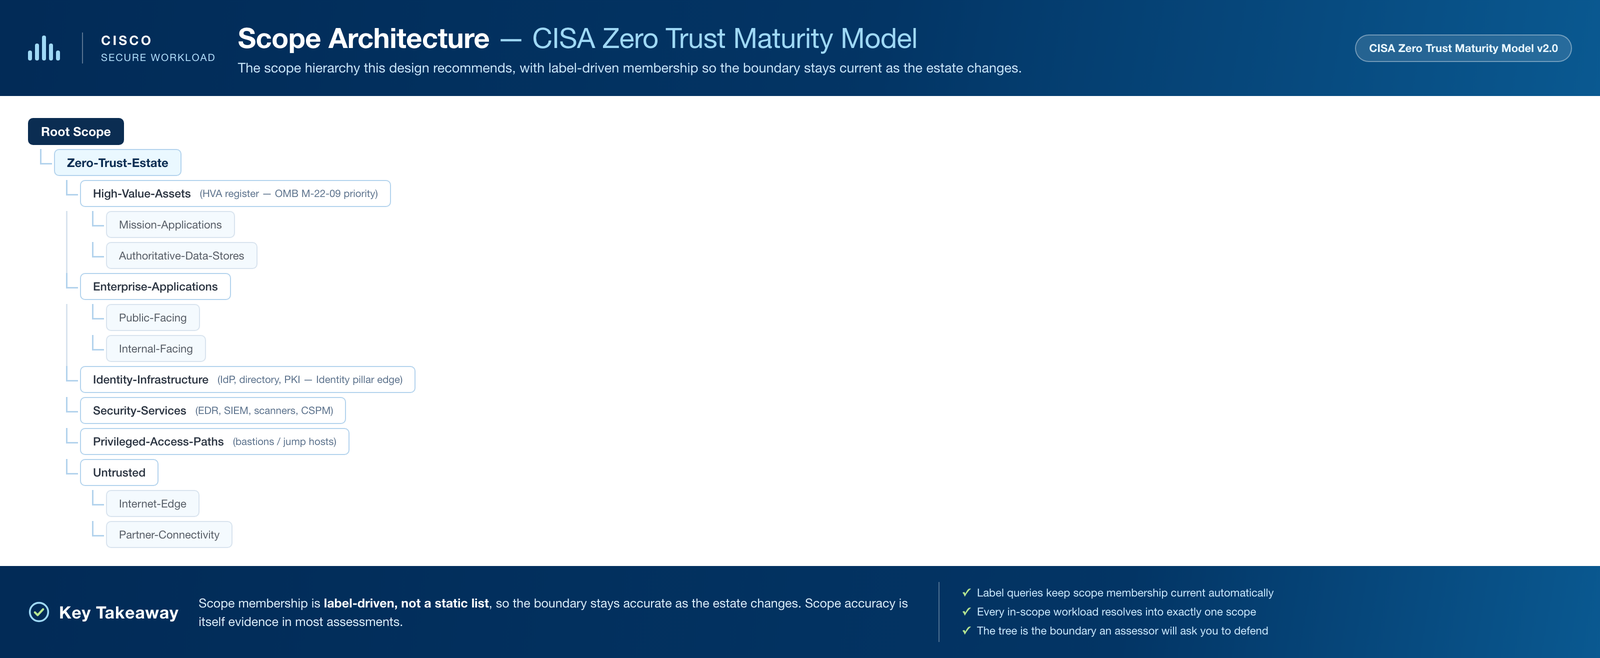 CISCO
SECURE WORKLOAD
Scope Architecture — CISA Zero Trust Maturity Model
The scope hierarchy this design recommends, with label-driven membership so the boundary stays current as the estate changes.
CISA Zero Trust Maturity Model v2.0
Root Scope
Zero-Trust-Estate
High-Value-Assets (HVA register — OMB M-22-09 priority)
Mission-Applications
Authoritative-Data-Stores
Enterprise-Applications
Public-Facing
Internal-Facing
Identity-Infrastructure (IdP, directory, PKI — Identity pillar edge)
Security-Services (EDR, SIEM, scanners, CSPM)
Privileged-Access-Paths (bastions / jump hosts)
Untrusted
Internet-Edge
Partner-Connectivity
Key Takeaway
Scope membership is label-driven, not a static list, so the boundary stays accurate as the estate changes. Scope accuracy is
itself evidence in most assessments.
✓ Label queries keep scope membership current automatically
✓ Every in-scope workload resolves into exactly one scope
✓ The tree is the boundary an assessor will ask you to defend